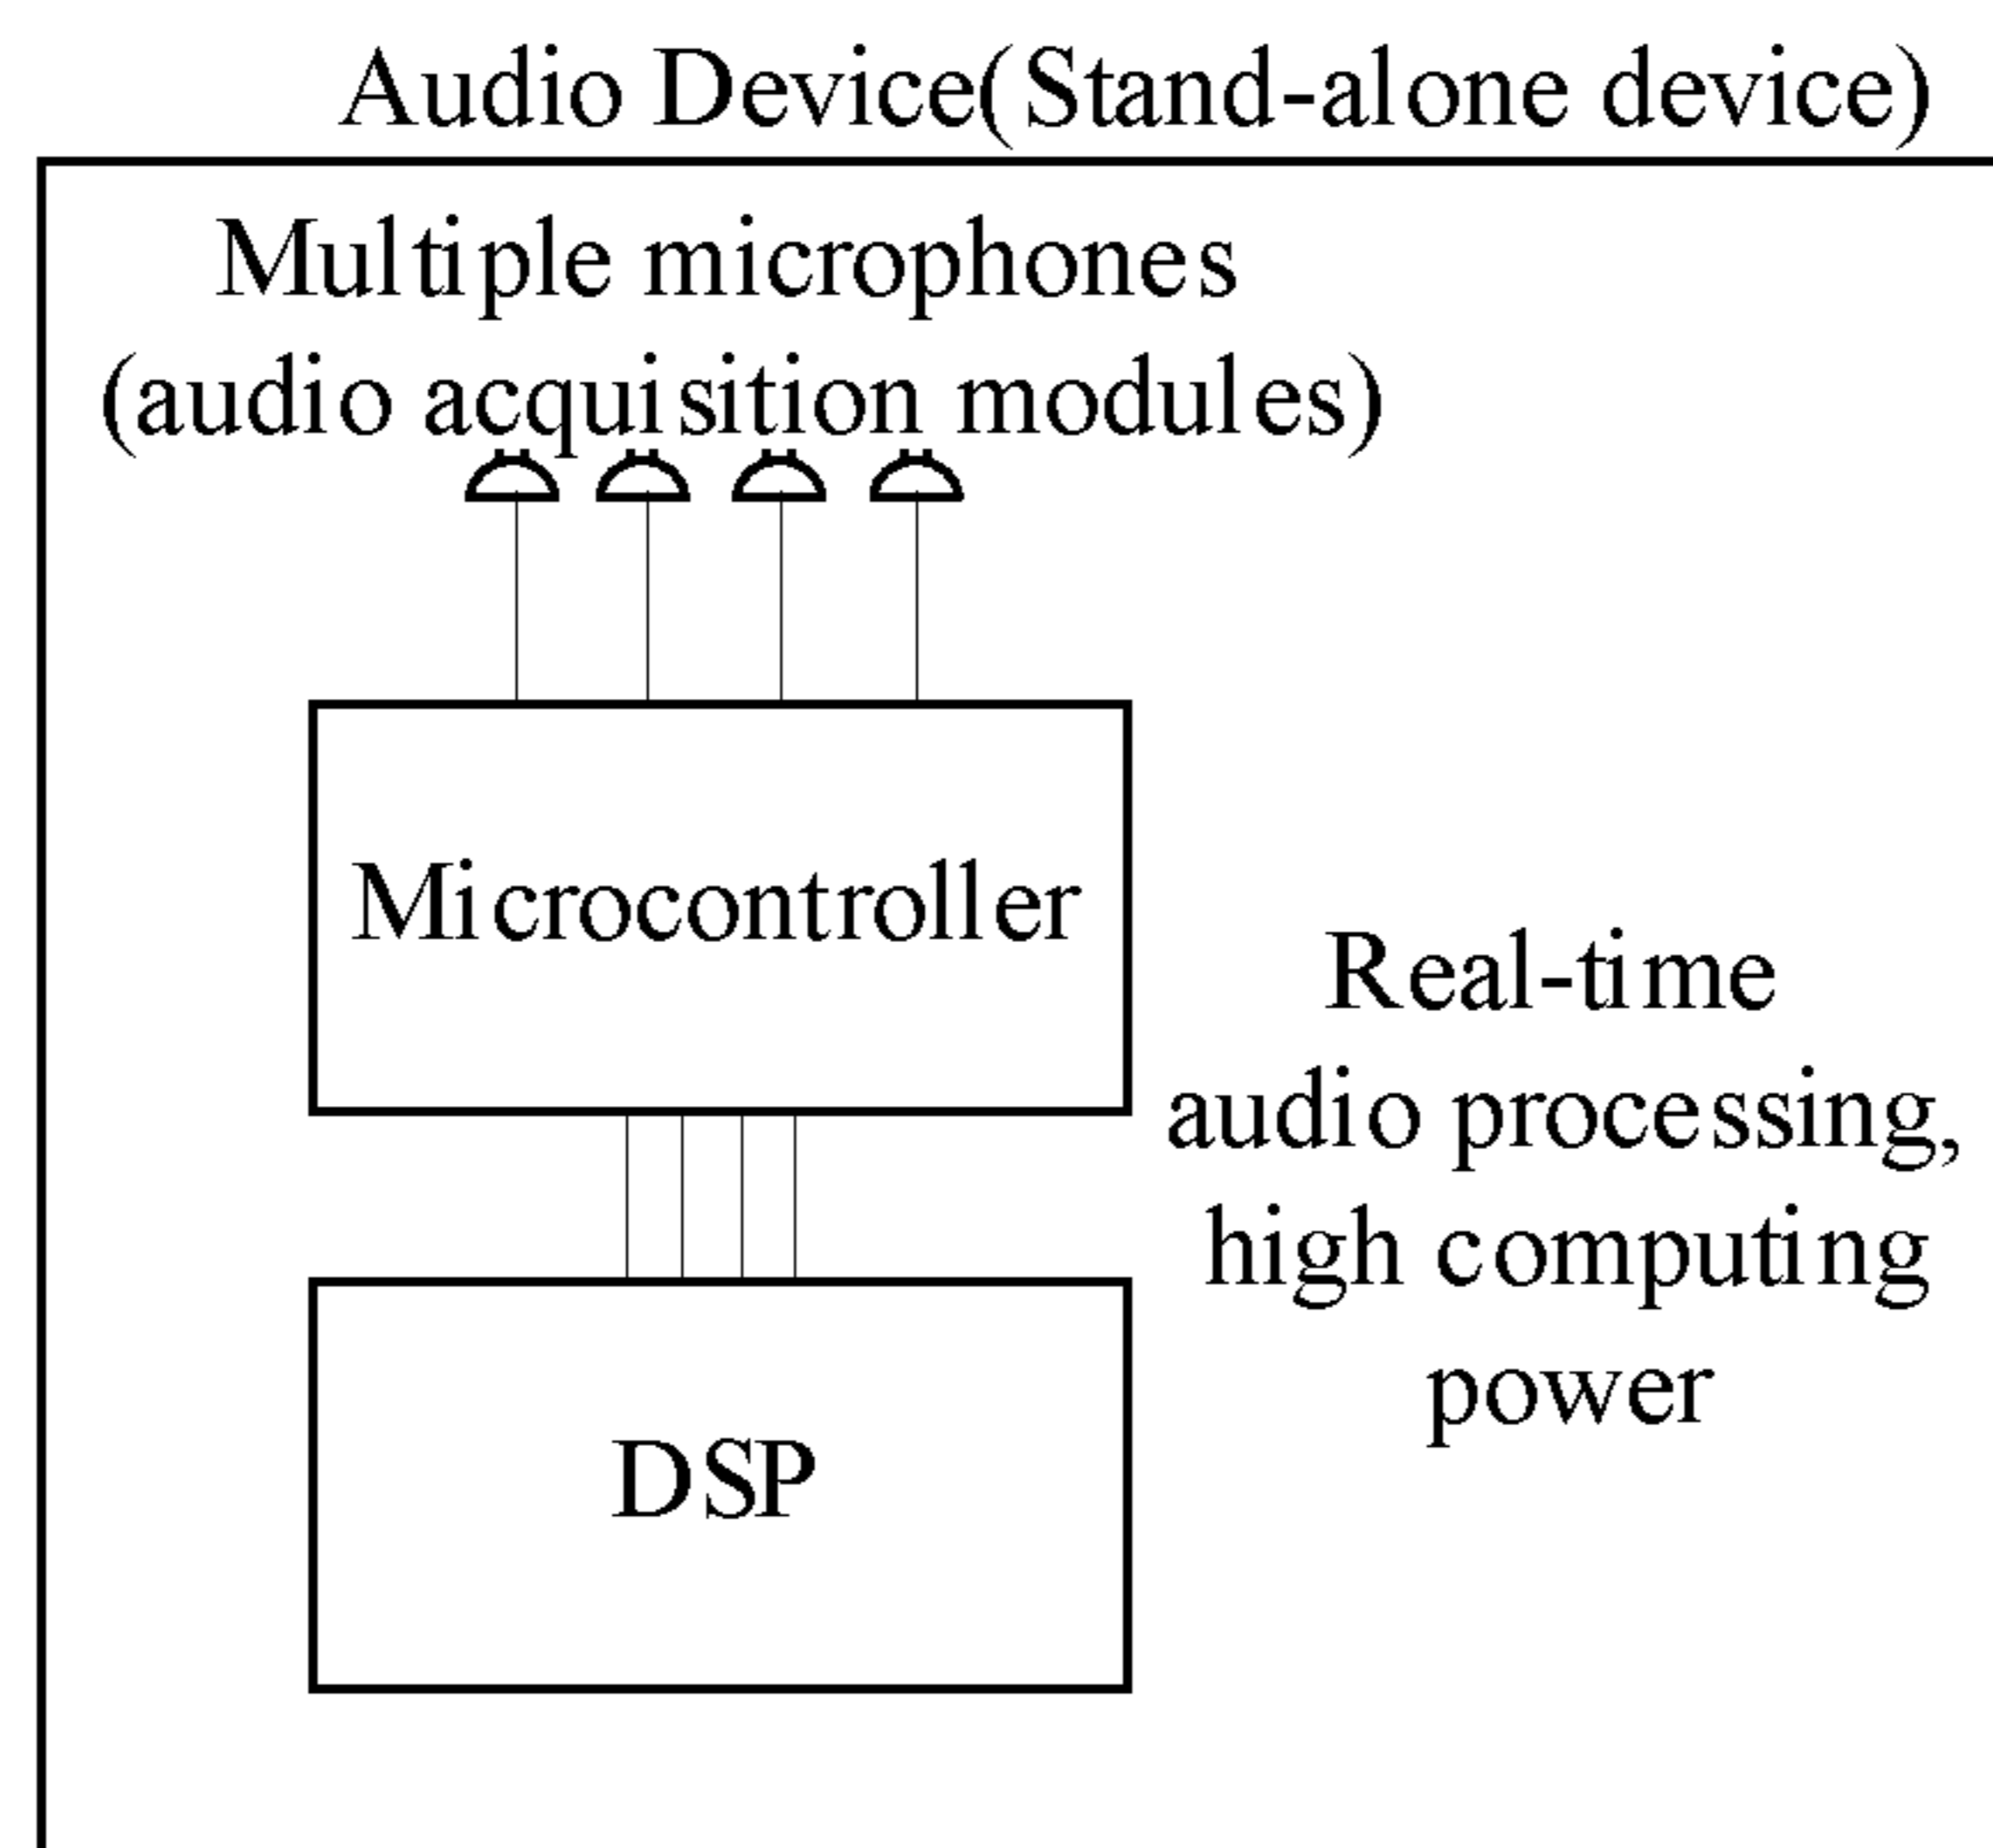 Audio Device(Stand-alone device)
Multiple microphones
(audio acquisition modules)
Microcontroller
Real-time
audio processing,
high computing
power
DSP